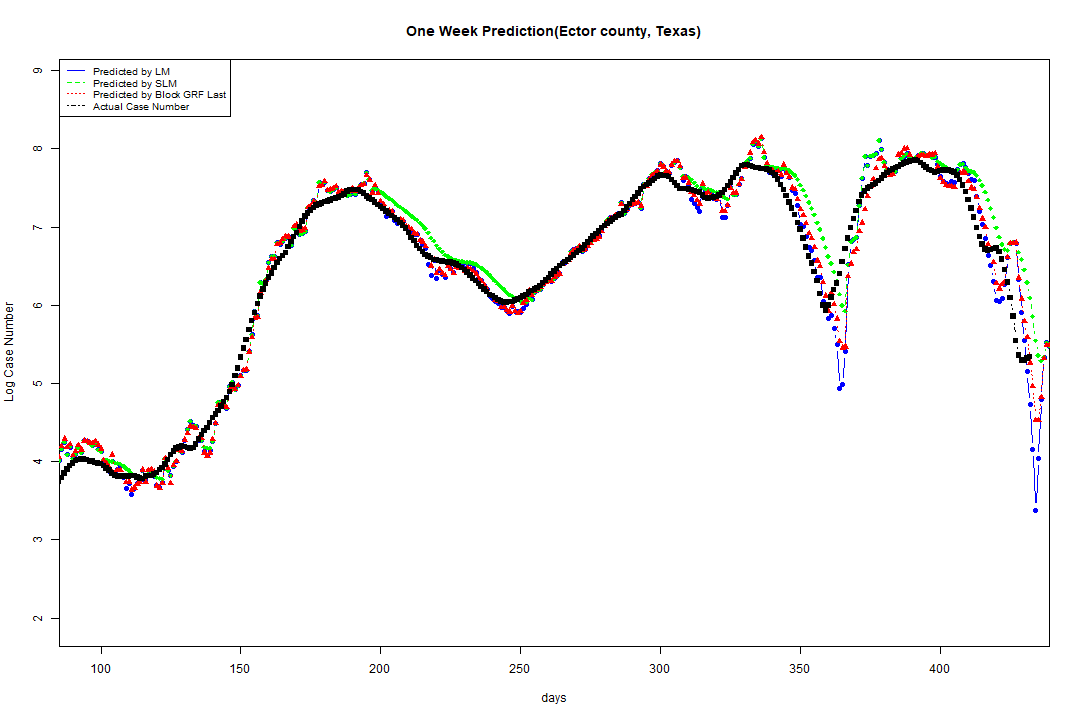 One Week Prediction(Ector county, Texas)
Predicted by LM
Predicted by SLM
Predicted by Block GRF Last
Actual Case Number
9
8
7
6
5
4
3
2
Log Case Number
100 150 200 250 300 350 400
days